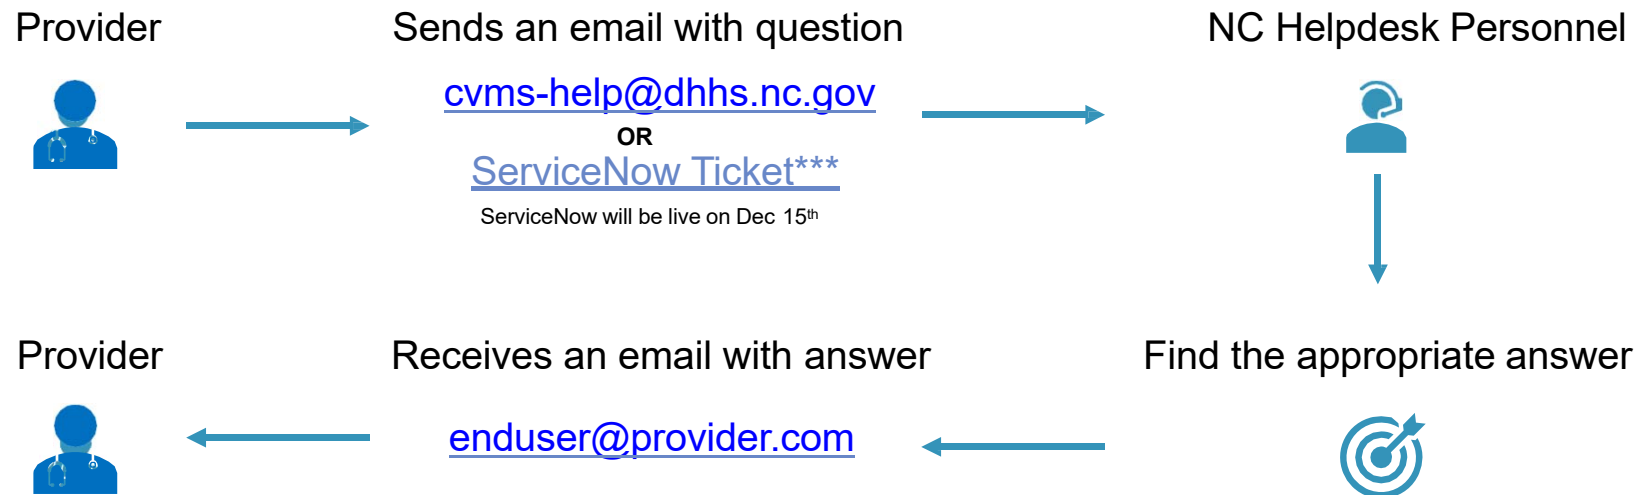 Provider
Sends an email with question
NC Helpdesk Personnel
cvms-help@dhhs.nc.gov
OR
ServiceNow Ticket***
ServiceNow will be live on Dec 15th
Provider
Receives an email with answer
Find the appropriate answer
enduser@provider.com